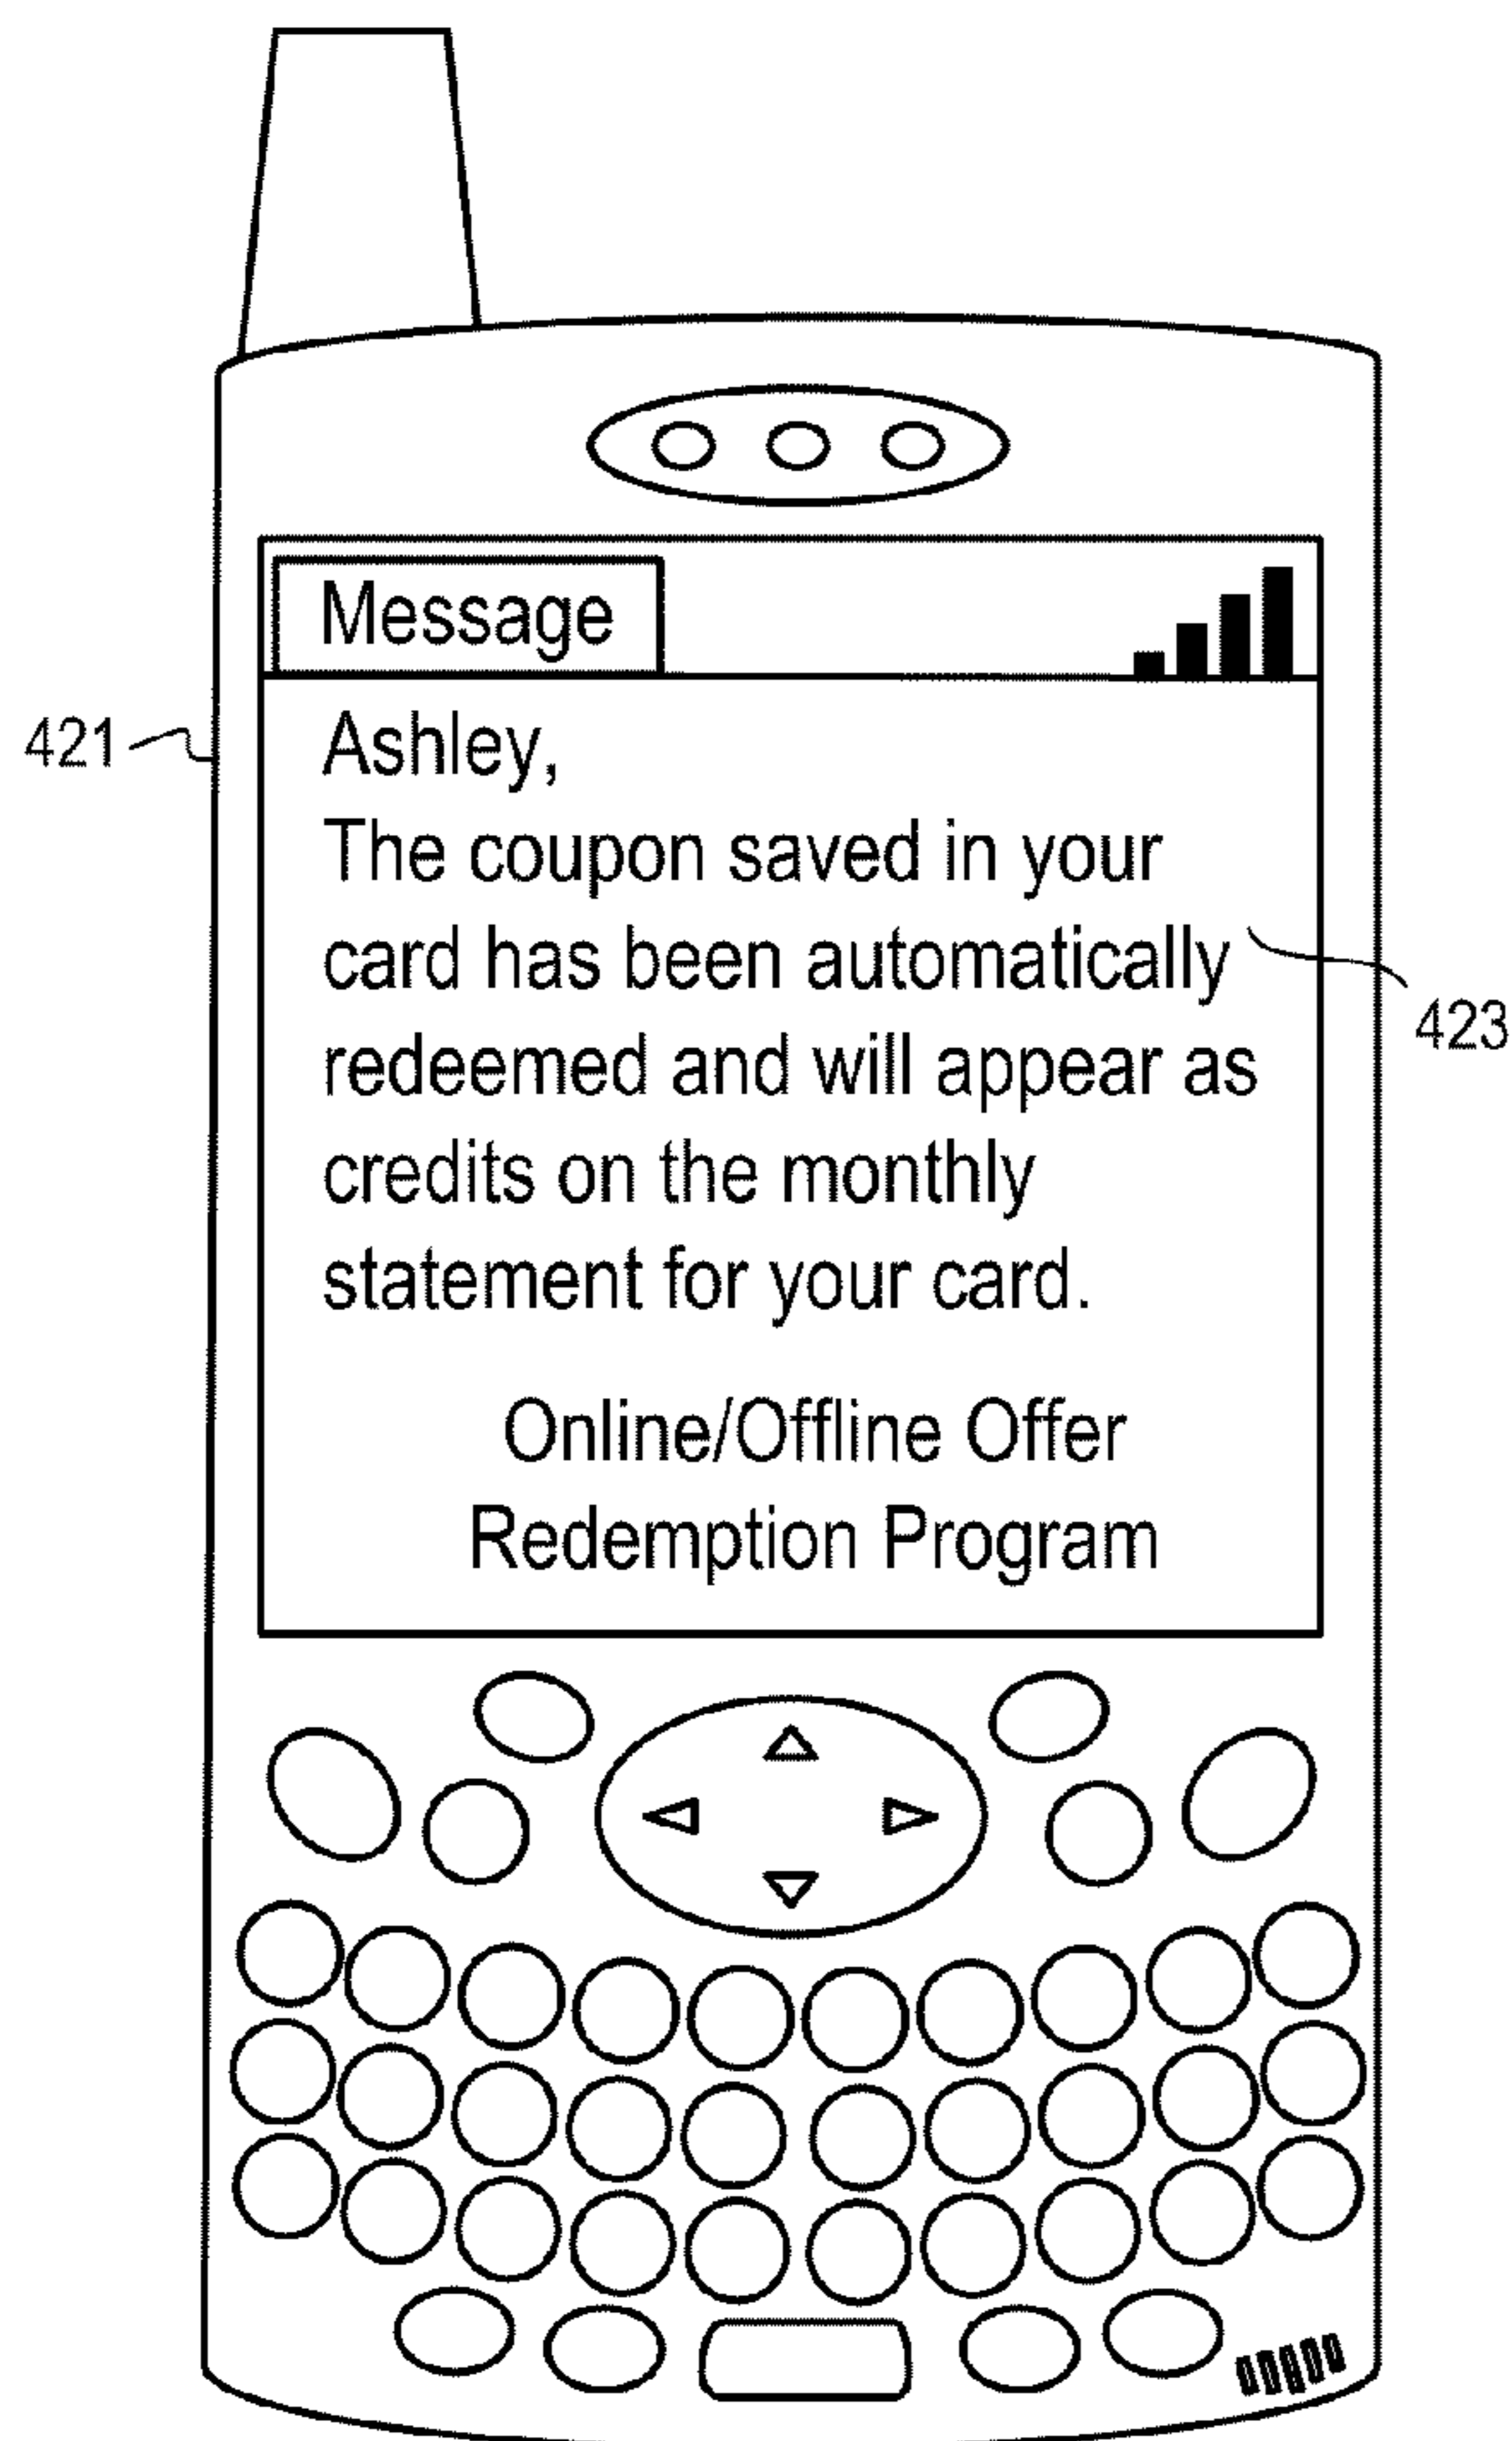 Message
421
Ashley,
The coupon saved in your
card has been automatically
423
redeemed and will appear as
credits on the monthly
statement for your card.
Online/Offline Offer
Redemption Program